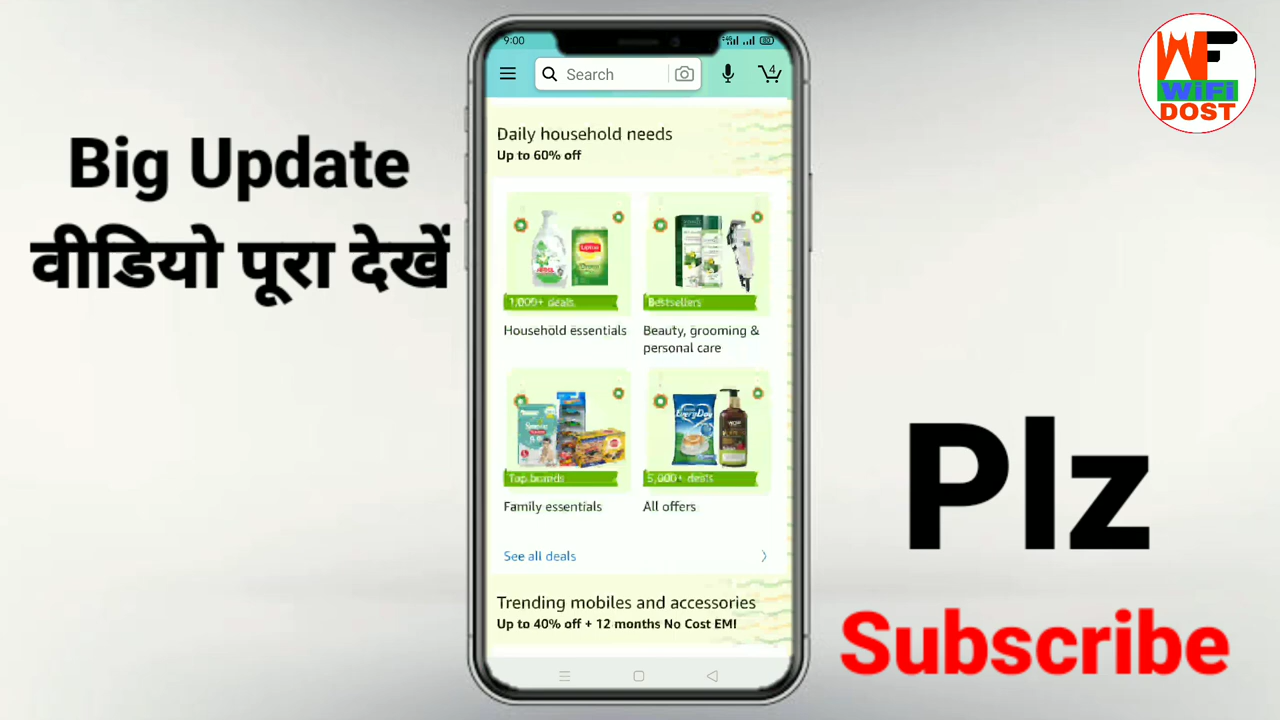 Big Update
वीडियो पूरा देखें
9:00
Search
4
Daily household needs
Up to 60% off
1,000+ deals
Bestsellers
Household essentials
Beauty, grooming &
personal care
EveryDay
Top brands
5,000+ deals
Family essentials
All offers
See all deals
Trending mobiles and accessories
Up to 40% off + 12 months No Cost EMI
WF
WiFi
DOST
Plz
Subscribe